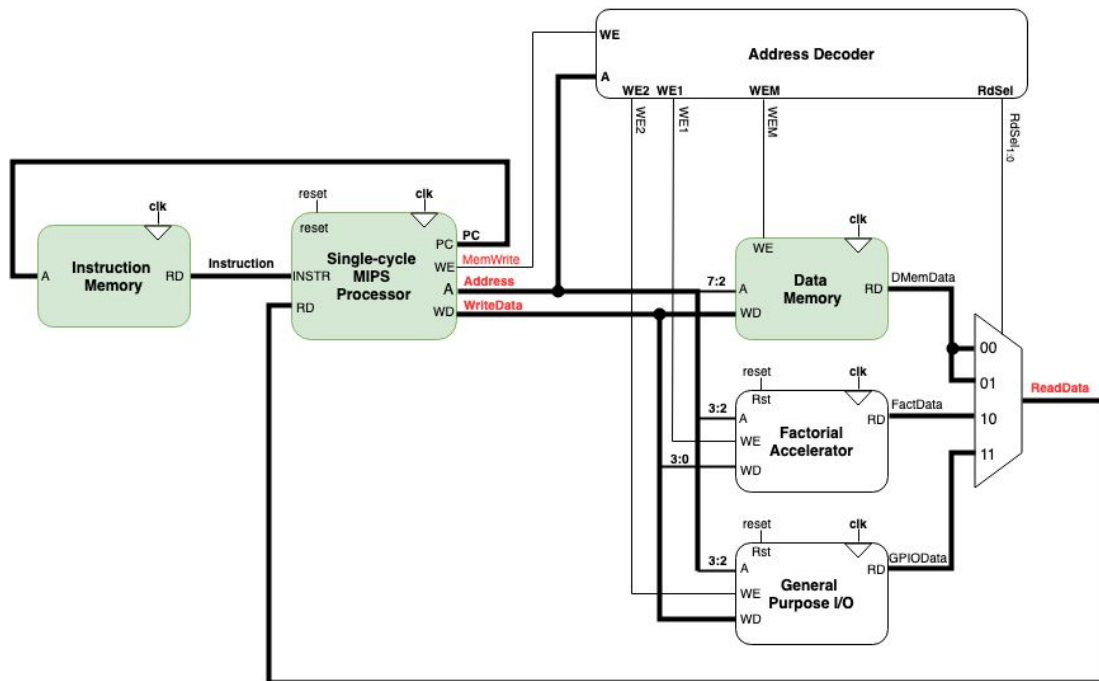 Address Decoder
WE
A
WE2 WE1 WEM RdSel
WE2
WE1
WEM
RdSel1:0
reset
clk
clk
reset
PC
PC
A
Instruction
Memory
RD
Instruction
INSTR
Single-cycle
MIPS
Processor
RD
WE
MemWrite
A
Address
WD
WriteData
clk
WE
7:2
A
Data
Memory
RD
DMemData
WD
00
01
10
11
ReadData
reset
clk
Rst
3:2
A
RD
FactData
WE
Factorial
Accelerator
3:0
WD
reset
clk
Rst
3:2
A
RD
GPIOData
WE
General
Purpose I/O
WD